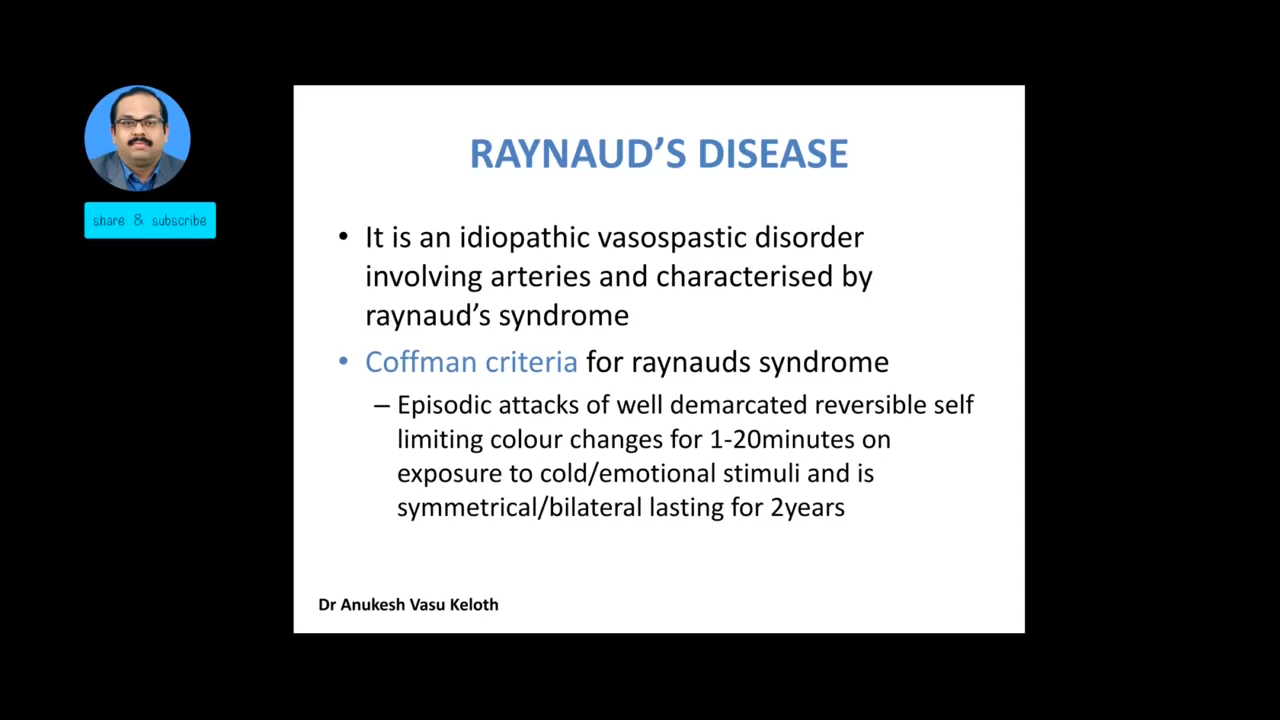 share & subscribe
RAYNAUD’S DISEASE
• It is an idiopathic vasospastic disorder
involving arteries and characterised by
raynaud’s syndrome
• Coffman criteria for raynauds syndrome
– Episodic attacks of well demarcated reversible self
limiting colour changes for 1-20minutes on
exposure to cold/emotional stimuli and is
symmetrical/bilateral lasting for 2years
Dr Anukesh Vasu Keloth